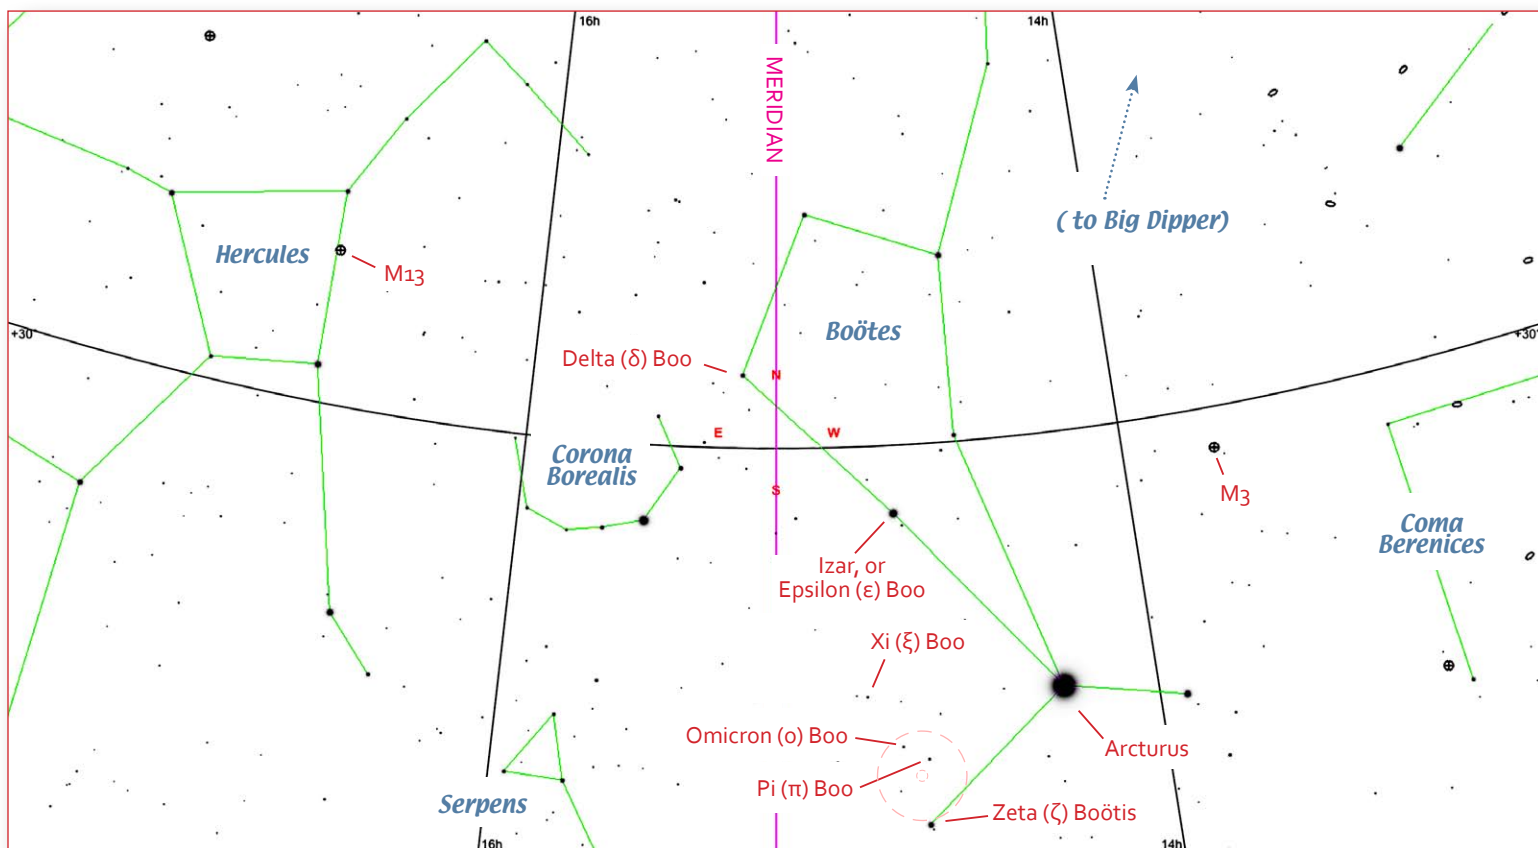 16h
14h
MERIDIAN
( to Big Dipper)
Hercules
M13
+30°
+30°
Boötes
Delta (δ) Boo
N
E
W
Corona
Borealis
S
M3
Coma
Berenices
Izar, or
Epsilon (ε) Boo
Xi (ξ) Boo
Omicron (o) Boo
Arcturus
Pi (π) Boo
Serpens
Zeta (ζ) Boötis
16h
14h